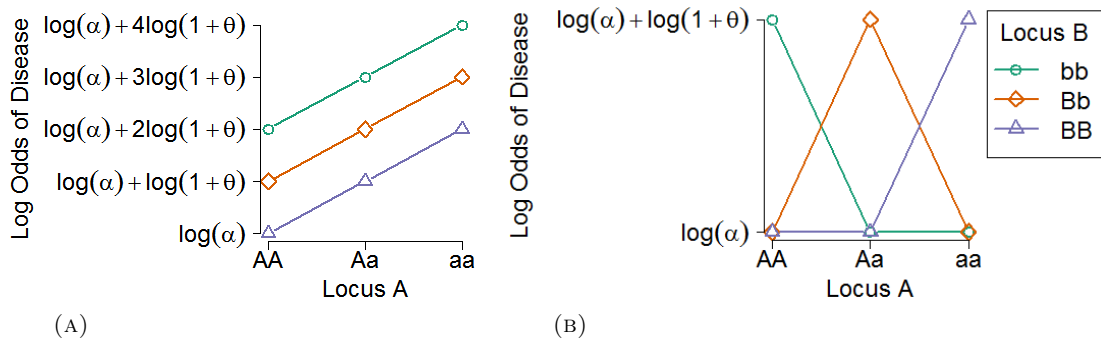 Log Odds of Disease
log(α) + 4log(1 + θ)
log(α) + 3log(1 + θ)
log(α) + 2log(1 + θ)
log(α) + log(1 + θ)
log(α)
AA Aa aa
Locus A
(A)
Log Odds of Disease
log(α) + log(1 + θ)
log(α)
AA Aa aa
Locus A
(B)
Locus B
bb
Bb
BB